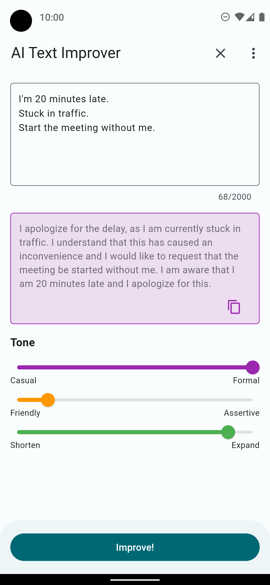 10:00
AI Text Improver
I'm 20 minutes late.
Stuck in traffic.
Start the meeting without me.
68/2000
I apologize for the delay, as I am currently stuck in
traffic. I understand that this has caused an
inconvenience and I would like to request that the
meeting be started without me. I am aware that I
am 20 minutes late and I apologize for this.
Tone
Casual Formal
Friendly Assertive
Shorten Expand
Improve!